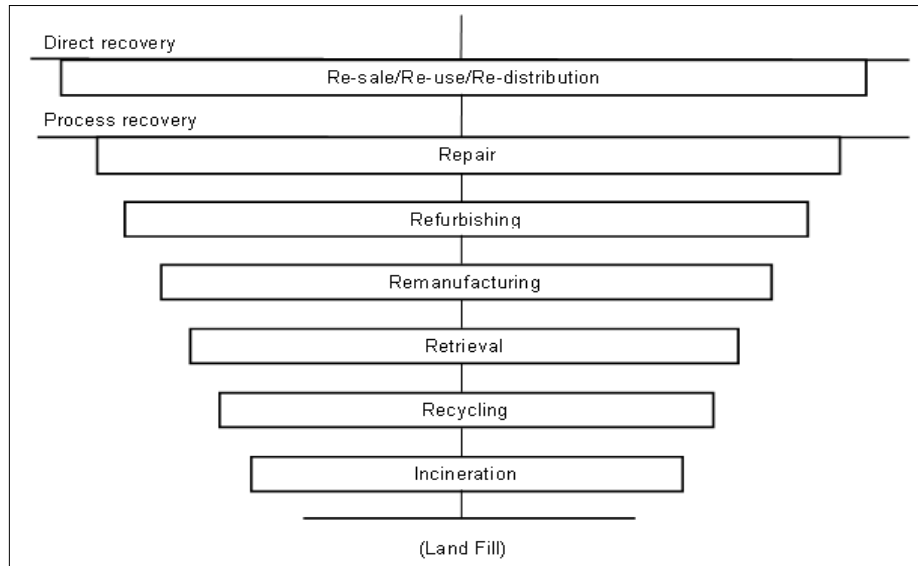 Direct recovery
Re-sale/Re-use/Re-distribution
Process recovery
Repair
Refurbishing
Remanufacturing
Retrieval
Recycling
Incineration
(Land Fill)